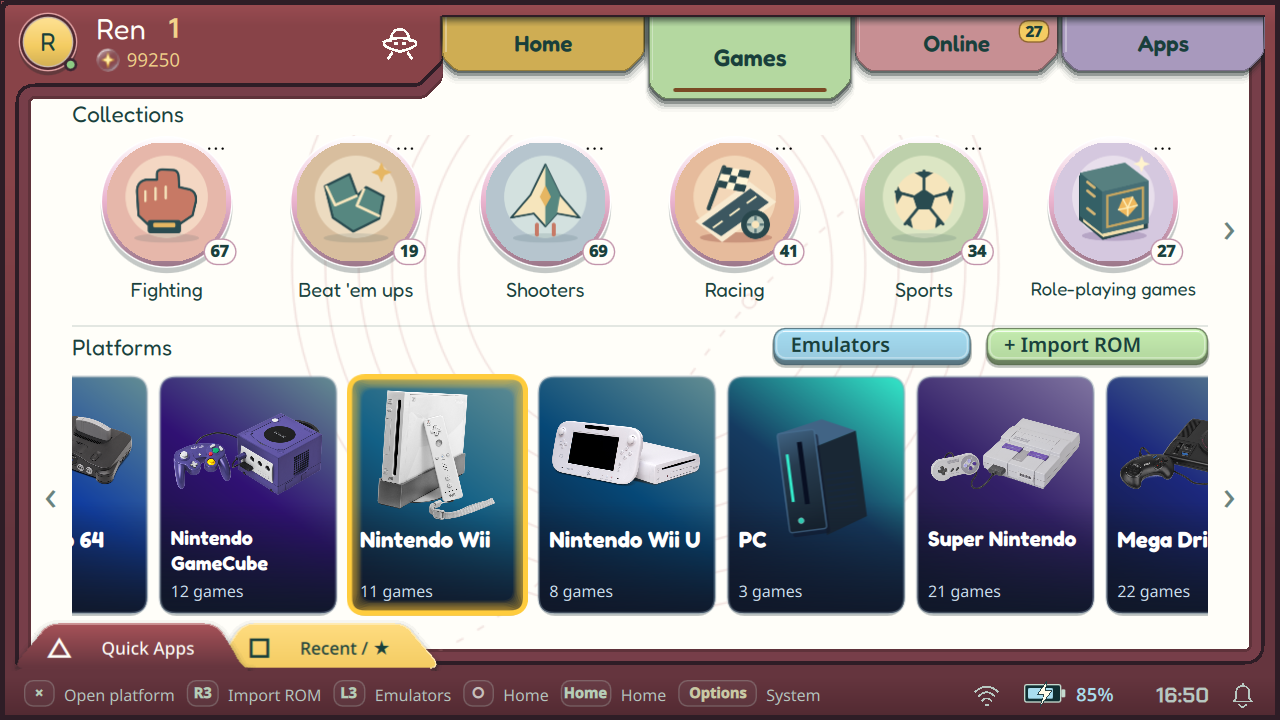 R
Ren 1
99250
Home
Games
Online
27
Apps
Collections
...
...
...
...
...
...
67
19
69
41
34
27
Fighting
Beat 'em ups
Shooters
Racing
Sports
Role-playing games
Platforms
Emulators
+ Import ROM
64
Nintendo
GameCube
12 games
Nintendo Wii
11 games
Nintendo Wii U
8 games
PC
3 games
Super Nintendo
21 games
Mega Dri
22 games
Quick Apps
Recent / ★
× Open platform R3 Import ROM L3 Emulators O Home Home Home Options System
85%
16:50